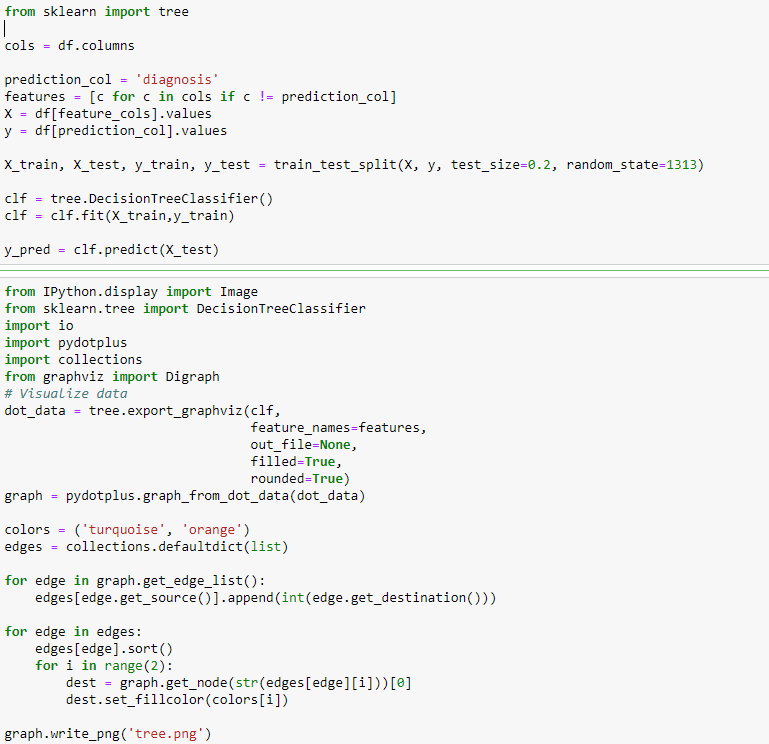 from sklearn import tree
cols = df.columns
prediction_col = 'diagnosis'
features = [c for c in cols if c != prediction_col]
X = df[feature_cols].values
y = df[prediction_col].values
X_train, X_test, y_train, y_test = train_test_split(X, y, test_size=0.2, random_state=1313)
clf = tree.DecisionTreeClassifier()
clf = clf.fit(X_train,y_train)
y_pred = clf.predict(X_test)
from IPython.display import Image
from sklearn.tree import DecisionTreeClassifier
import io
import pydotplus
import collections
from graphviz import Digraph
# Visualize data
dot_data = tree.export_graphviz(clf,
                                feature_names=features,
                                out_file=None,
                                filled=True,
                                rounded=True)
graph = pydotplus.graph_from_dot_data(dot_data)
colors = ('turquoise', 'orange')
edges = collections.defaultdict(list)
for edge in graph.get_edge_list():
    edges[edge.get_source()].append(int(edge.get_destination()))
for edge in edges:
    edges[edge].sort()
    for i in range(2):
        dest = graph.get_node(str(edges[edge][i]))[0]
        dest.set_fillcolor(colors[i])
graph.write_png('tree.png')